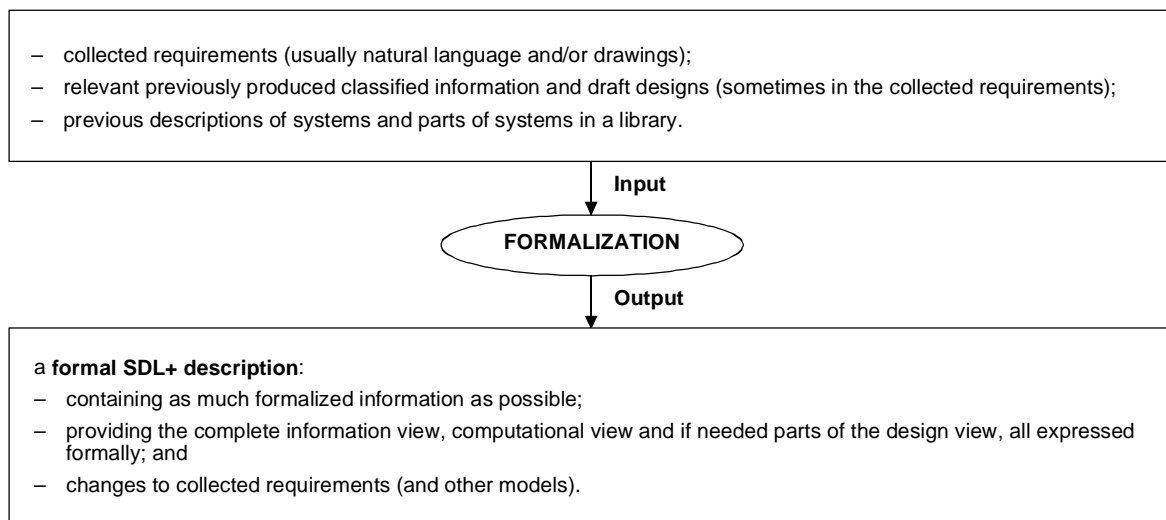 – collected requirements (usually natural language and/or drawings);
– relevant previously produced classified information and draft designs (sometimes in the collected requirements);
– previous descriptions of systems and parts of systems in a library.
Input
FORMALIZATION
Output
a formal SDL+ description:
– containing as much formalized information as possible;
– providing the complete information view, computational view and if needed parts of the design view, all expressed
formally; and
– changes to collected requirements (and other models).